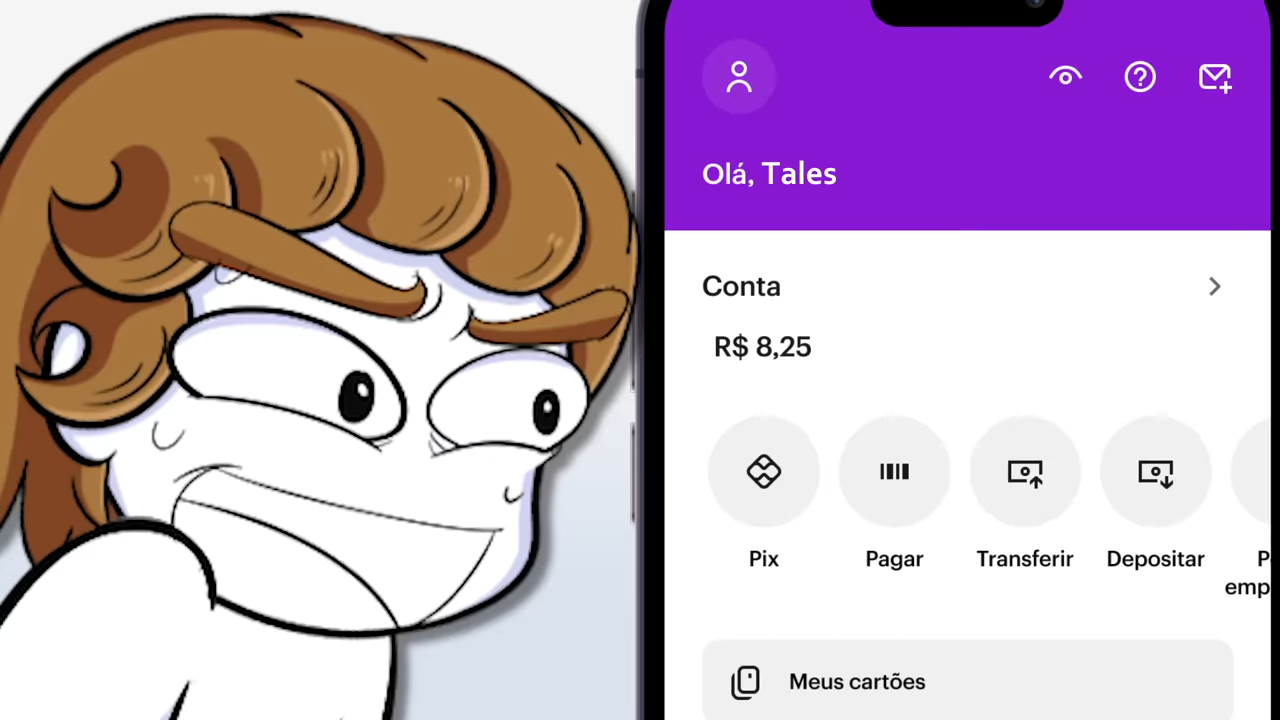 Olá, Tales
Conta
R$ 8,25
Pix
Pagar
Transferir
Depositar
Meus cartões